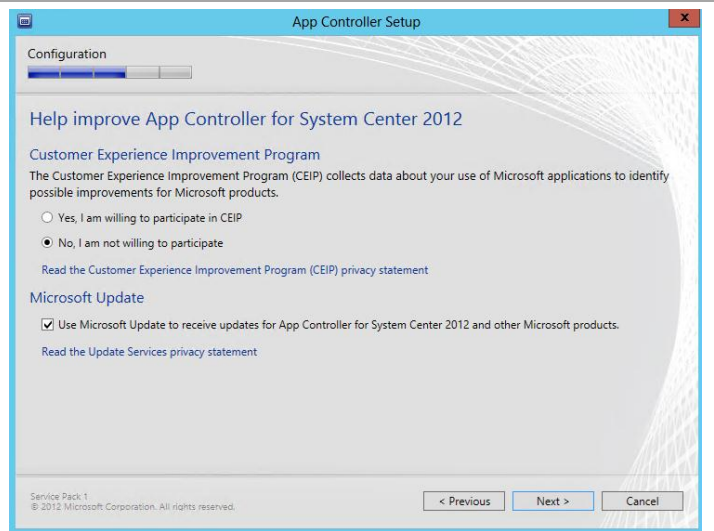 App Controller Setup
x
Configuration
Help improve App Controller for System Center 2012
Customer Experience Improvement Program
The Customer Experience Improvement Program (CEIP) collects data about your use of Microsoft applications to identify
possible improvements for Microsoft products.
Yes, I am willing to participate in CEIP
No, I am not willing to participate
Read the Customer Experience Improvement Program (CEIP) privacy statement
Microsoft Update
Use Microsoft Update to receive updates for App Controller for System Center 2012 and other Microsoft products.
Read the Update Services privacy statement
Service Pack 1
© 2012 Microsoft Corporation. All rights reserved.
< Previous Next > Cancel